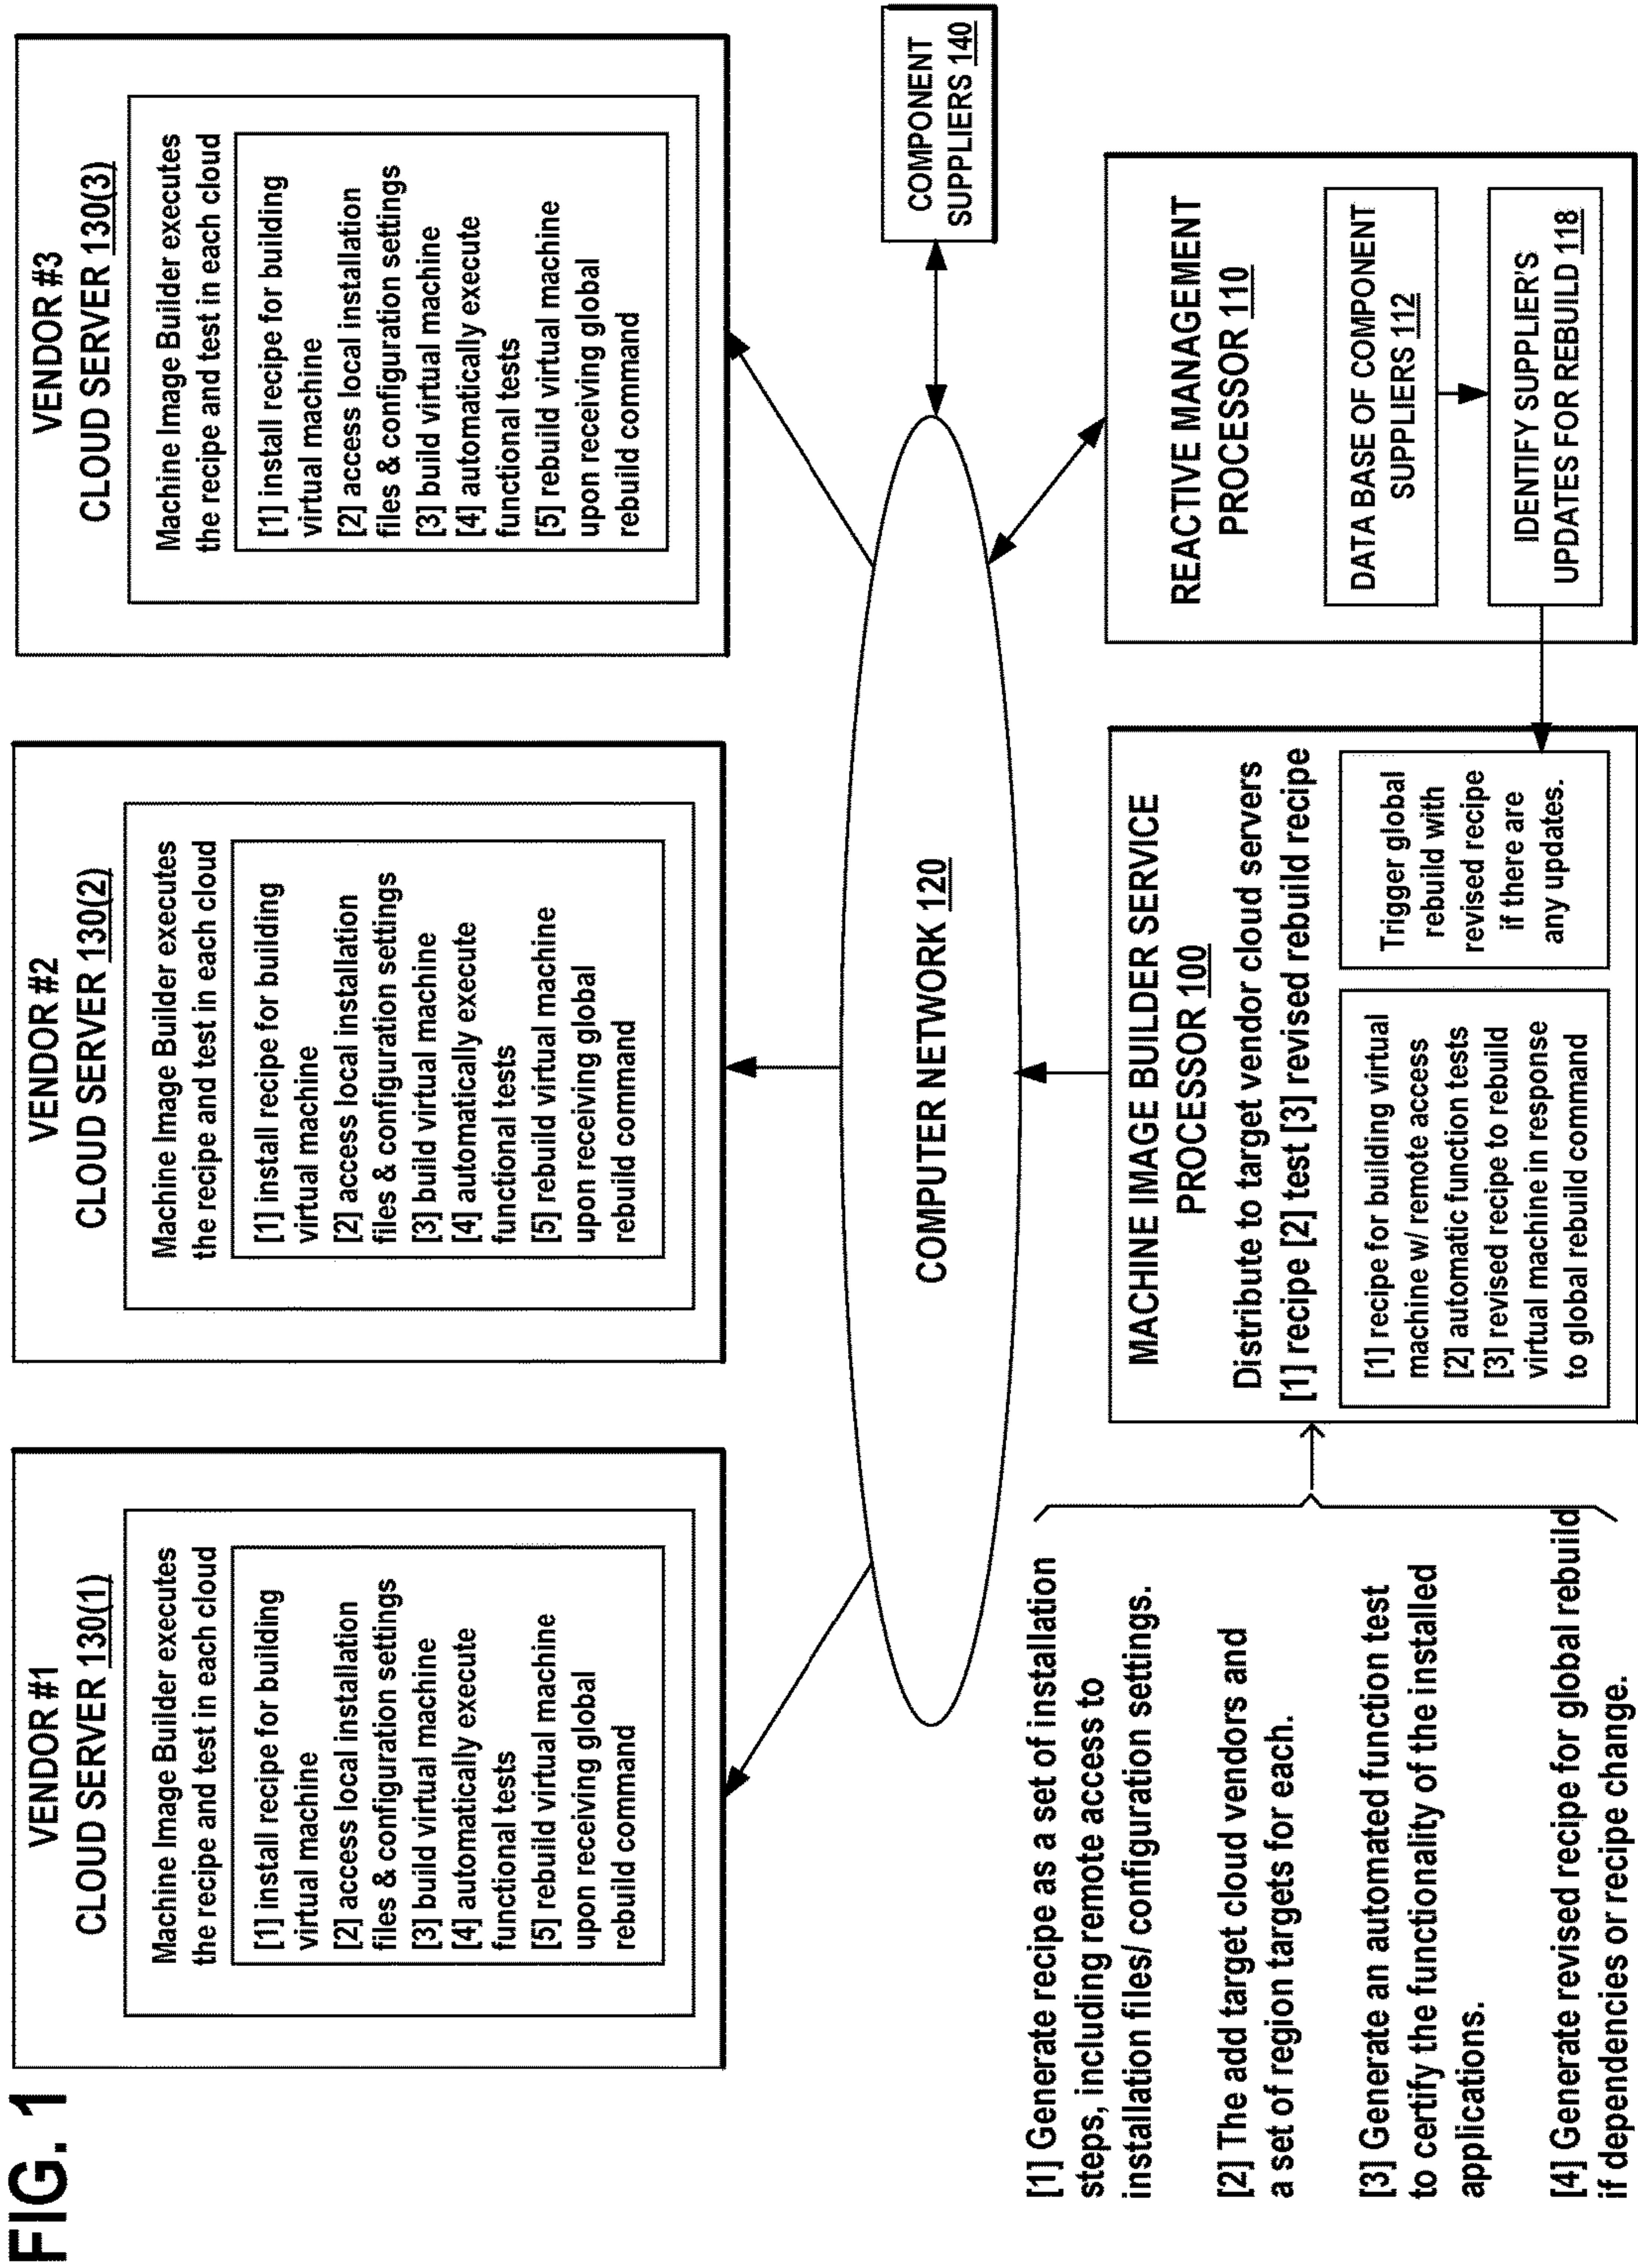 FIG. 1
VENDOR #1
CLOUD SERVER 130(1)
Machine Image Builder executes
the recipe and test in each cloud
[1] install recipe for building
virtual machine
[2] access local installation
files & configuration settings
[3] build virtual machine
[4] automatically execute
functional tests
[5] rebuild virtual machine
upon receiving global
rebuild command
VENDOR #2
CLOUD SERVER 130(2)
Machine Image Builder executes
the recipe and test in each cloud
[1] install recipe for building
virtual machine
[2] access local installation
files & configuration settings
[3] build virtual machine
[4] automatically execute
functional tests
[5] rebuild virtual machine
upon receiving global
rebuild command
VENDOR #3
CLOUD SERVER 130(3)
Machine Image Builder executes
the recipe and test in each cloud
[1] install recipe for building
virtual machine
[2] access local installation
files & configuration settings
[3] build virtual machine
[4] automatically execute
functional tests
[5] rebuild virtual machine
upon receiving global
rebuild command
COMPUTER NETWORK 120
COMPONENT
SUPPLIERS 140
[1] Generate recipe as a set of installation
steps, including remote access to
installation files/ configuration settings.
[2] The add target cloud vendors and
a set of region targets for each.
[3] Generate an automated function test
to certify the functionality of the installed
applications.
[4] Generate revised recipe for global rebuild
if dependencies or recipe change.
MACHINE IMAGE BUILDER SERVICE
PROCESSOR 100
Distribute to target vendor cloud servers
[1] recipe [2] test [3] revised rebuild recipe
[1] recipe for building virtual
machine w/ remote access
[2] automatic function tests
[3] revised recipe to rebuild
virtual machine in response
to global rebuild command
Trigger global
rebuild with
revised recipe
if there are
any updates.
REACTIVE MANAGEMENT
PROCESSOR 110
DATA BASE OF COMPONENT
SUPPLIERS 112
IDENTIFY SUPPLIER'S
UPDATES FOR REBUILD 118